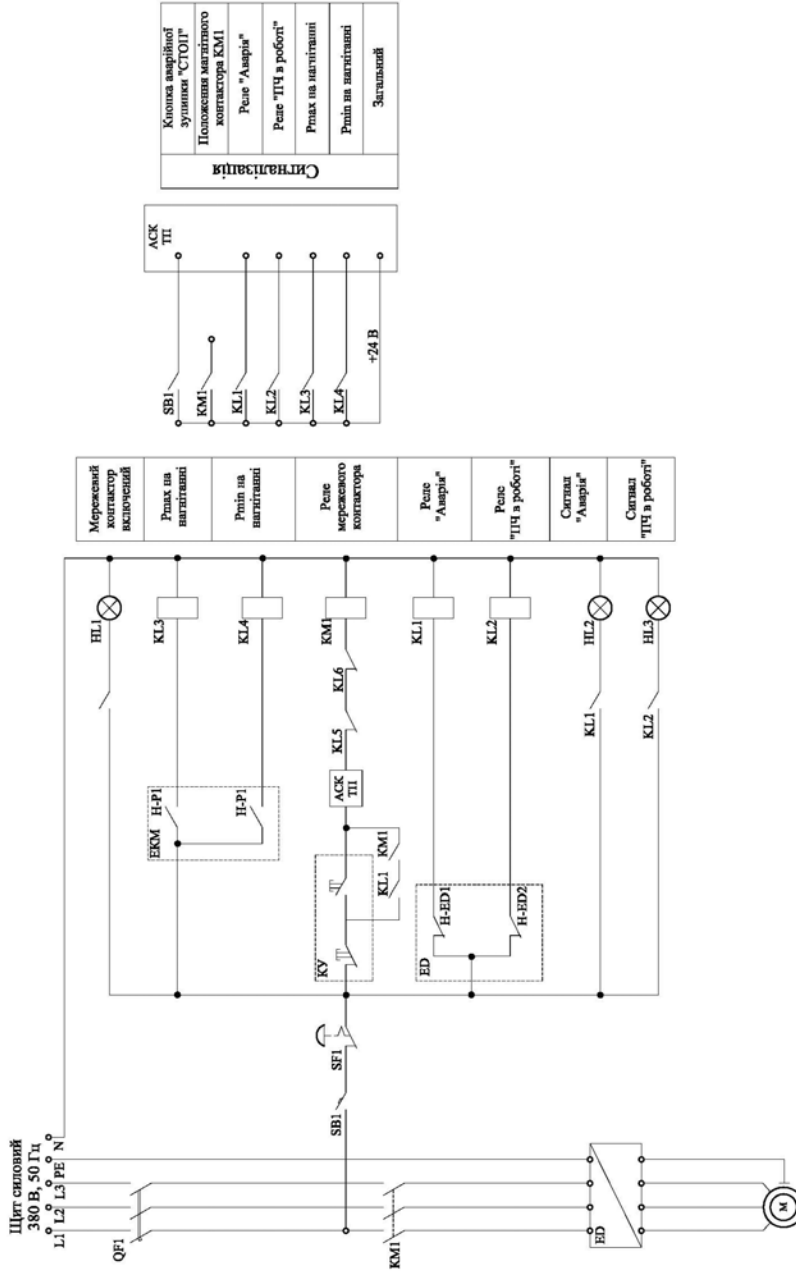 Щит силовий
380 В, 50 Гц
L1
L2
L3
PE
N
QF1
KM1
ED
M
SB1
SF1
КУ
KL1
KM1
АСК
ТП
KL5
KL6
KM1
EKM
H-P1
H-P1
HL1
KL3
KL4
ED
H-ED1
H-ED2
KL1
KL2
KL1
HL2
KL2
HL3
Мережевий
контактор
включений
Pmax на
нагнітанні
Pmin на
нагнітанні
Реле
мережевого
контактора
Реле
"Аварія"
Реле
"ПЧ в роботі"
Сигнал
"Аварія"
Сигнал
"ПЧ в роботі"
SB1
KM1
KL1
KL2
KL3
KL4
+24 В
АСК
ТП
Сигналізація
Кнопка аварійної
зупинки "СТОП"
Положення магнітного
контактора КМ1
Реле "Аварія"
Реле "ПЧ в роботі"
Pmax на нагнітанні
Pmin на нагнітанні
Загальний